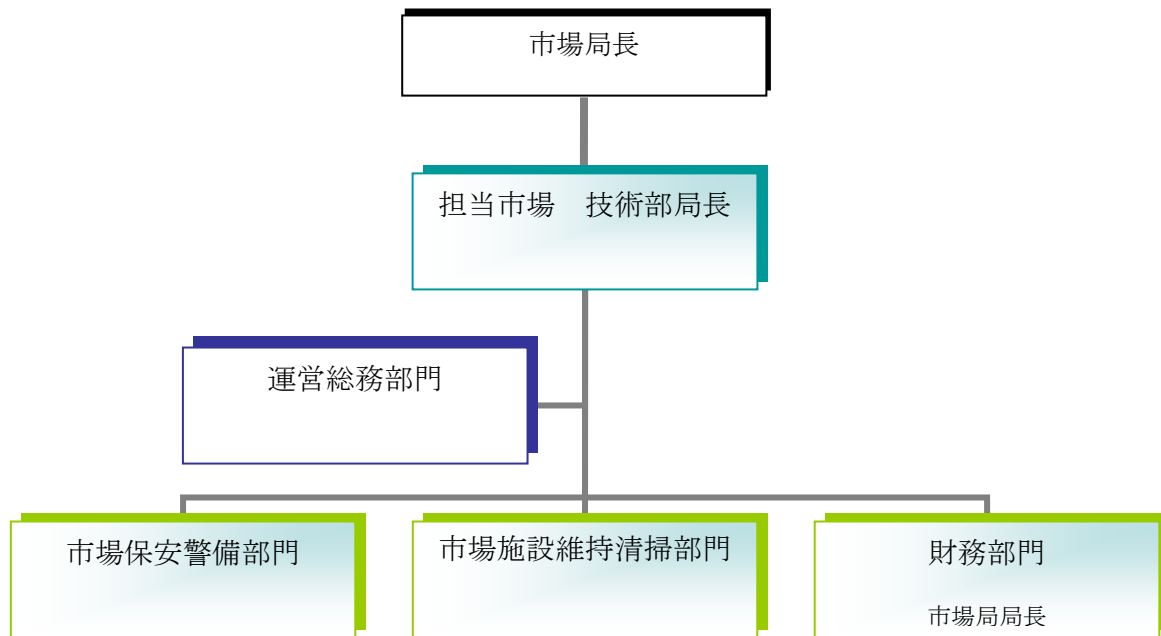 市場局長
担当市場　技術部局長
運営総務部門
市場保安警備部門
市場施設維持清掃部門
財務部門
市場局局長